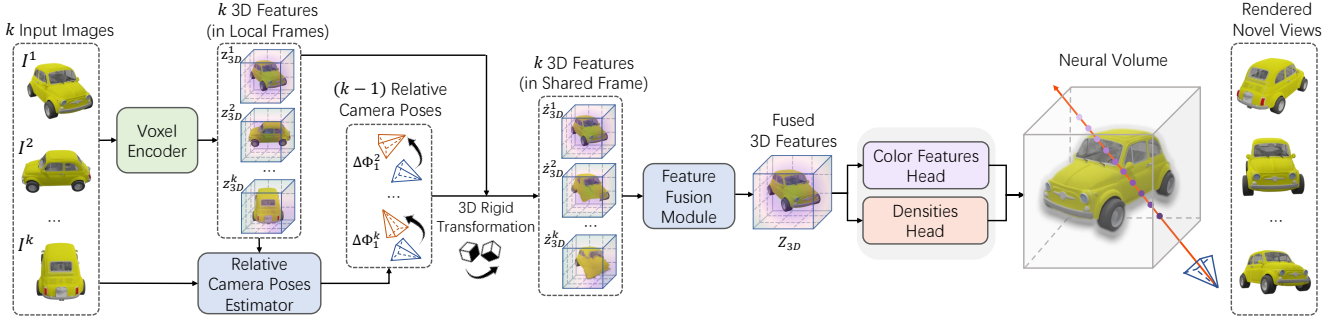 k Input Images
I¹
I²
...
Iᵏ
Voxel
Encoder
k 3D Features
(in Local Frames)
z¹₃D
z²₃D
...
zᵏ₃D
Relative
Camera Poses
Estimator
(k − 1) Relative
Camera Poses
ΔΦ₁²
...
ΔΦ₁ᵏ
3D Rigid
Transformation
k 3D Features
(in Shared Frame)
ż¹₃D
ż²₃D
...
żᵏ₃D
Feature
Fusion
Module
Fused
3D Features
Z₃D
Color Features
Head
Densities
Head
Neural Volume
Rendered
Novel Views
...